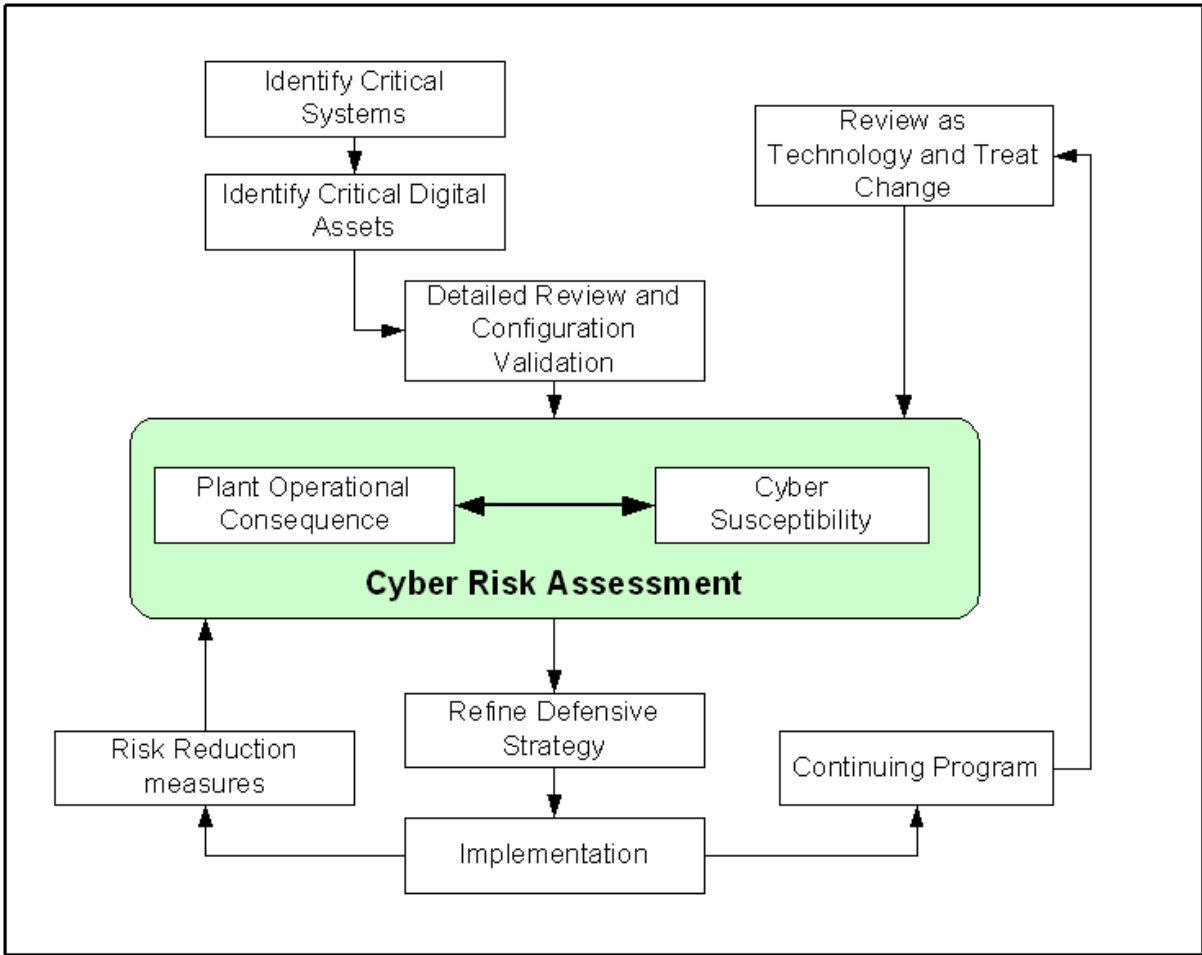 Identify Critical
Systems
Identify Critical Digital
Assets
Review as
Technology and Treat
Change
Detailed Review and
Configuration
Validation
Plant Operational
Consequence
Cyber
Susceptibility
Cyber Risk Assessment
Refine Defensive
Strategy
Risk Reduction
measures
Continuing Program
Implementation